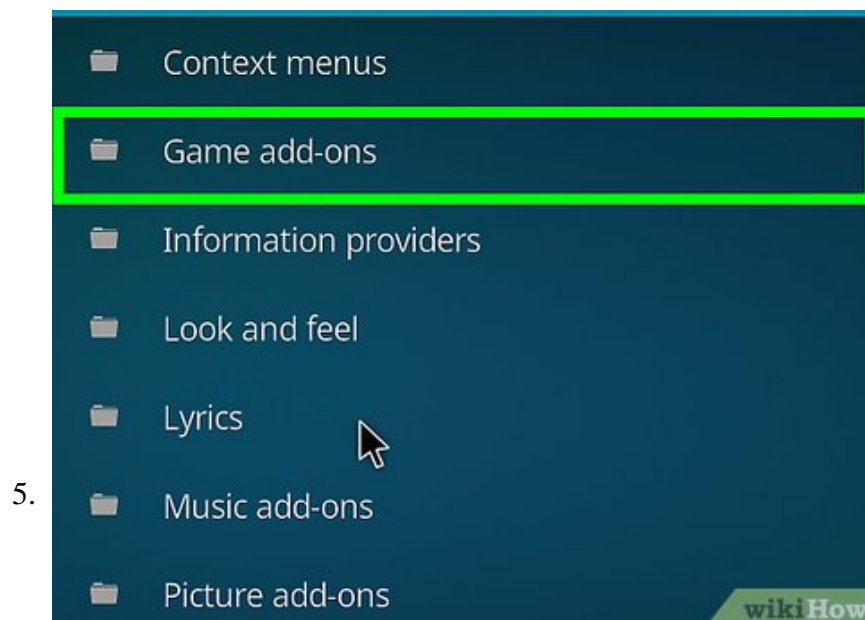 Context menus
Game add-ons
Information providers
Look and feel
Lyrics
5.
Music add-ons
Picture add-ons
wikiHow